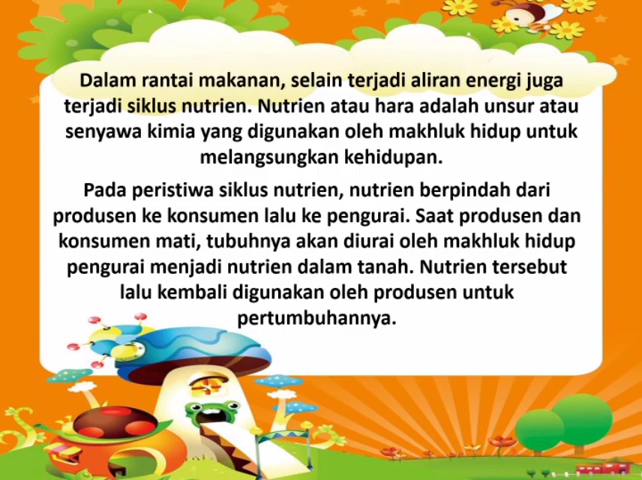 Dalam rantai makanan, selain terjadi aliran energi juga
terjadi siklus nutrien. Nutrien atau hara adalah unsur atau
senyawa kimia yang digunakan oleh makhluk hidup untuk
melangsungkan kehidupan.
Pada peristiwa siklus nutrien, nutrien berpindah dari
produsen ke konsumen lalu ke pengurai. Saat produsen dan
konsumen mati, tubuhnya akan diurai oleh makhluk hidup
pengurai menjadi nutrien dalam tanah. Nutrien tersebut
lalu kembali digunakan oleh produsen untuk
pertumbuhannya.